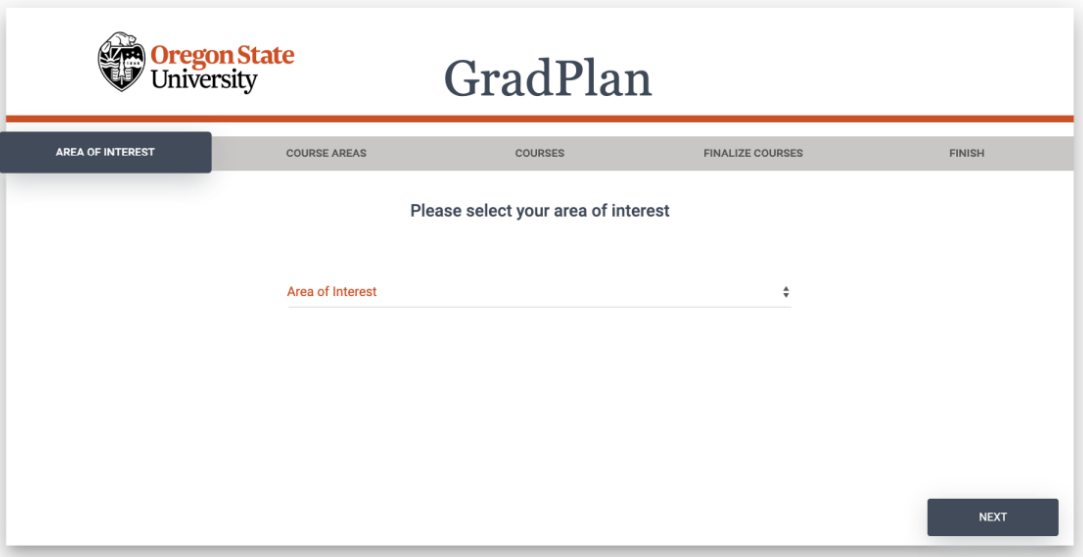 Oregon State
University
GradPlan
AREA OF INTEREST
COURSE AREAS
COURSES
FINALIZE COURSES
FINISH
Please select your area of interest
Area of Interest
NEXT